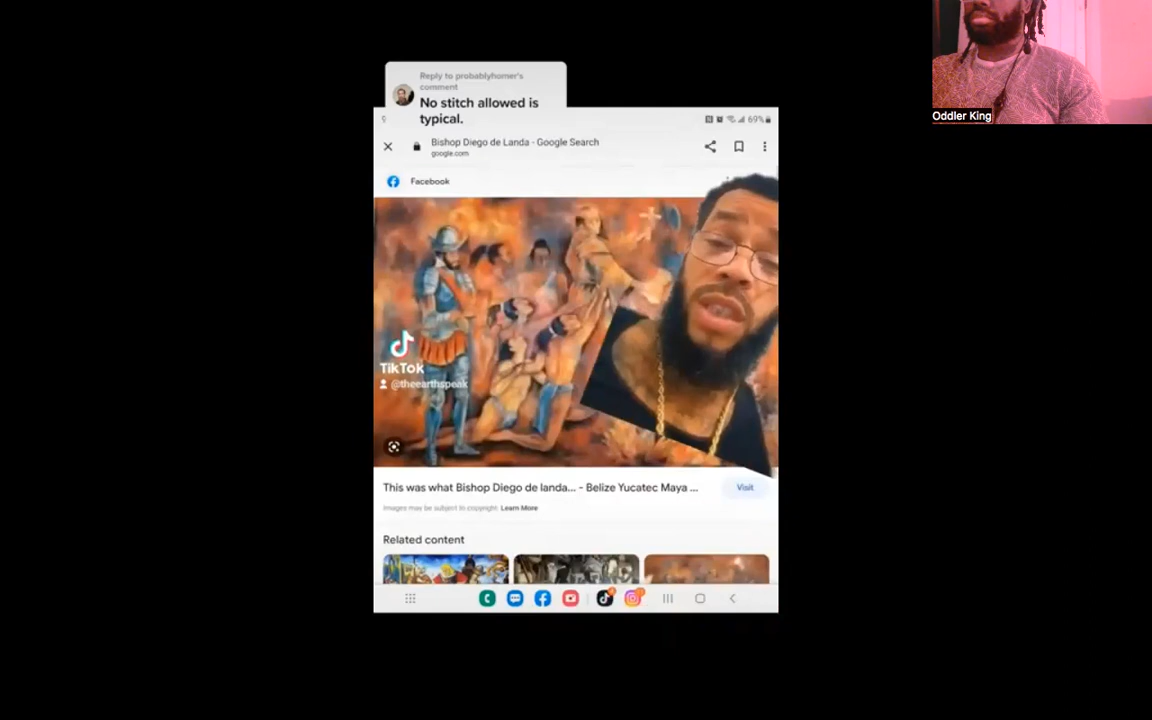 Reply to probablyhomer's
comment
No stitch allowed is
typical.
69%
Bishop Diego de Landa - Google Search
google.com
Facebook
TikTok
@theearthspeak
This was what Bishop Diego de landa... - Belize Yucatec Maya ...
Visit
Images may be subject to copyright. Learn More
Related content
Oddler King